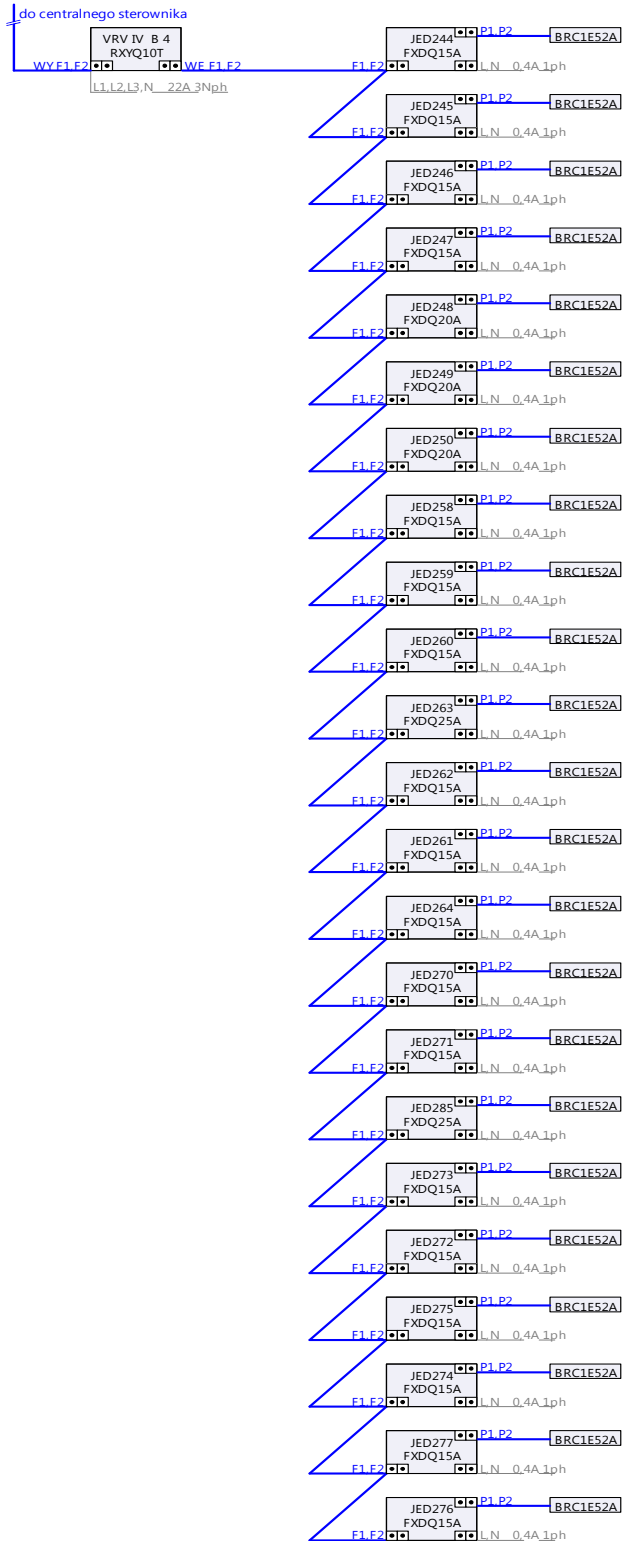 do centralnego sterownika
VRV IV B 4
RXYQ10T
WY F1,F2
WE F1,F2
L1,L2,L3,N 22A 3Nph
JED244
FXDQ15A
P1,P2
BRC1E52A
F1,F2
L,N 0,4A 1ph
JED245
FXDQ15A
P1,P2
BRC1E52A
F1,F2
L,N 0,4A 1ph
JED246
FXDQ15A
P1,P2
BRC1E52A
F1,F2
L,N 0,4A 1ph
JED247
FXDQ15A
P1,P2
BRC1E52A
F1,F2
L,N 0,4A 1ph
JED248
FXDQ20A
P1,P2
BRC1E52A
F1,F2
L,N 0,4A 1ph
JED249
FXDQ20A
P1,P2
BRC1E52A
F1,F2
L,N 0,4A 1ph
JED250
FXDQ20A
P1,P2
BRC1E52A
F1,F2
L,N 0,4A 1ph
JED258
FXDQ15A
P1,P2
BRC1E52A
F1,F2
L,N 0,4A 1ph
JED259
FXDQ15A
P1,P2
BRC1E52A
F1,F2
L,N 0,4A 1ph
JED260
FXDQ15A
P1,P2
BRC1E52A
F1,F2
L,N 0,4A 1ph
JED263
FXDQ25A
P1,P2
BRC1E52A
F1,F2
L,N 0,4A 1ph
JED262
FXDQ15A
P1,P2
BRC1E52A
F1,F2
L,N 0,4A 1ph
JED261
FXDQ15A
P1,P2
BRC1E52A
F1,F2
L,N 0,4A 1ph
JED264
FXDQ15A
P1,P2
BRC1E52A
F1,F2
L,N 0,4A 1ph
JED270
FXDQ15A
P1,P2
BRC1E52A
F1,F2
L,N 0,4A 1ph
JED271
FXDQ15A
P1,P2
BRC1E52A
F1,F2
L,N 0,4A 1ph
JED285
FXDQ25A
P1,P2
BRC1E52A
F1,F2
L,N 0,4A 1ph
JED273
FXDQ15A
P1,P2
BRC1E52A
F1,F2
L,N 0,4A 1ph
JED272
FXDQ15A
P1,P2
BRC1E52A
F1,F2
L,N 0,4A 1ph
JED275
FXDQ15A
P1,P2
BRC1E52A
F1,F2
L,N 0,4A 1ph
JED274
FXDQ15A
P1,P2
BRC1E52A
F1,F2
L,N 0,4A 1ph
JED277
FXDQ15A
P1,P2
BRC1E52A
F1,F2
L,N 0,4A 1ph
JED276
FXDQ15A
P1,P2
BRC1E52A
F1,F2
L,N 0,4A 1ph